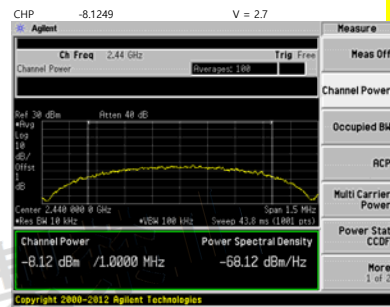 CHP -8.1249 V = 2.7
Agilent Measure
Ch Freq 2.44 GHz Trig Free
Meas Off
Channel Power Averages: 100
Channel Power
Ref 30 dBm Atten 40 dB
#Avg
Log
10
dB/
Offst
1
dB
Occupied BW
ACP
Multi Carrier
Power
Center 2.440 000 0 GHz Span 1.5 MHz
#Res BW 10 kHz #VBW 100 kHz Sweep 43.8 ms (1001 pts)
Power Stat
CCDF
Channel Power Power Spectral Density
-8.12 dBm /1.0000 MHz -68.12 dBm/Hz
More
1 of 2
Copyright 2000-2012 Agilent Technologies